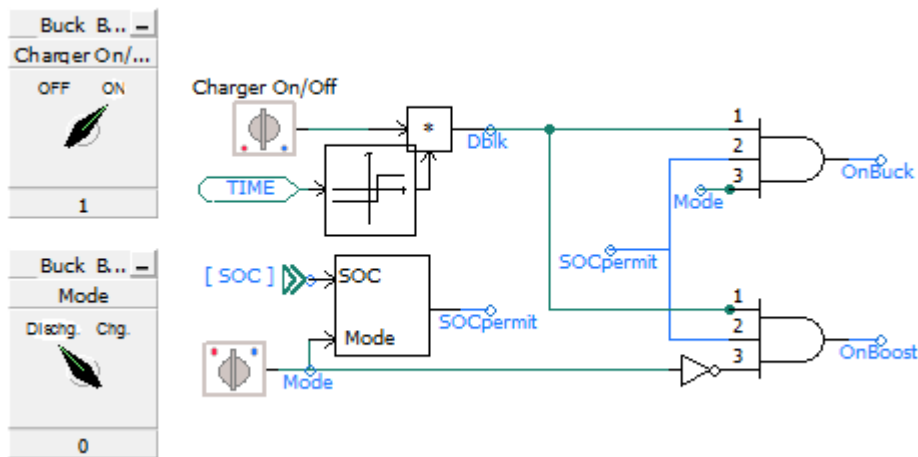 Buck B...
Charger On/...
OFF ON
1
Buck B...
Mode
Dischg. Chg.
0
Charger On/Off
*
Dblk
TIME
[ SOC ]
SOC
Mode
SOCpermit
Mode
1
2
3
Mode
OnBuck
SOCpermit
1
2
3
OnBoost